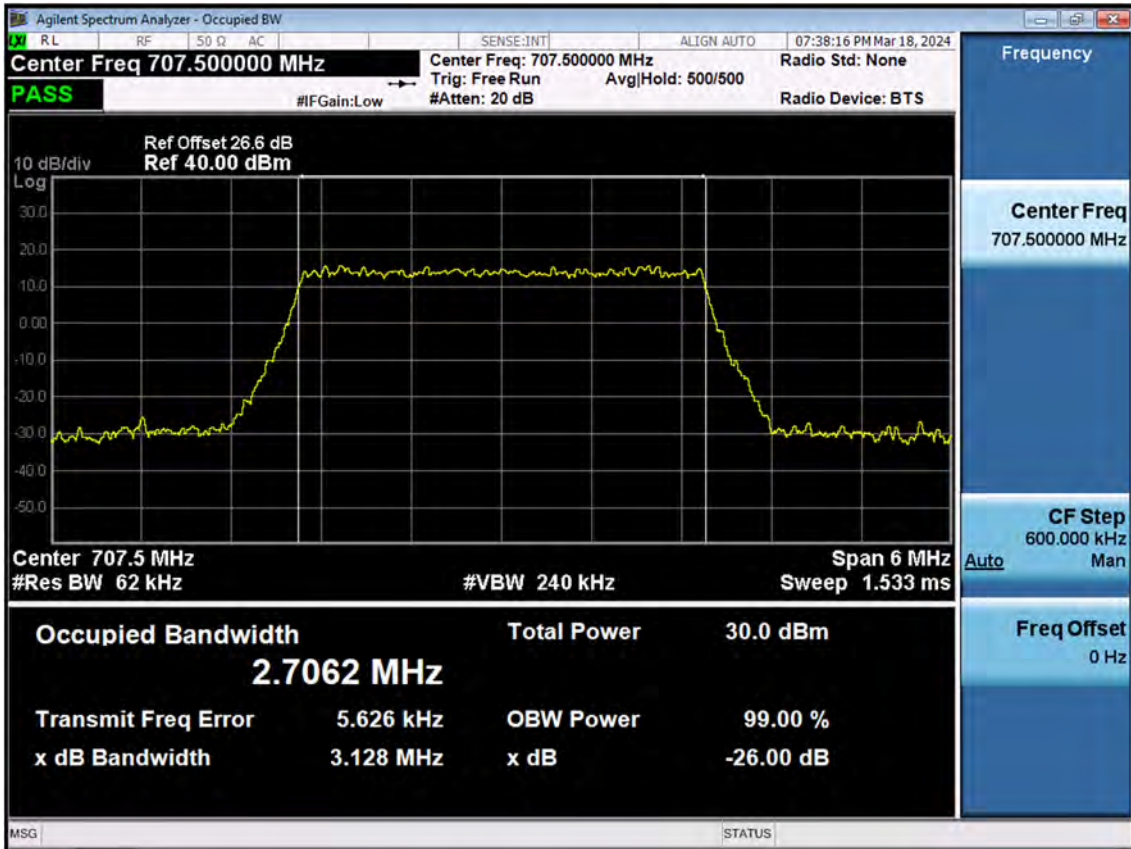 Agilent Spectrum Analyzer - Occupied BW
LXI RL RF 50 Ω AC SENSE:INT ALIGN AUTO 07:38:16 PM Mar 18, 2024
Center Freq 707.500000 MHz
Center Freq: 707.500000 MHz
Radio Std: None
Trig: Free Run Avg|Hold: 500/500
PASS
#IFGain:Low
#Atten: 20 dB
Radio Device: BTS
Ref Offset 26.6 dB
10 dB/div Ref 40.00 dBm
Log
30.0
20.0
10.0
0.00
-10.0
-20.0
-30.0
-40.0
-50.0
Center 707.5 MHz Span 6 MHz
#Res BW 62 kHz #VBW 240 kHz Sweep 1.533 ms
Occupied Bandwidth Total Power 30.0 dBm
2.7062 MHz
Transmit Freq Error 5.626 kHz OBW Power 99.00 %
x dB Bandwidth 3.128 MHz x dB -26.00 dB
MSG STATUS
Frequency
Center Freq
707.500000 MHz
CF Step
600.000 kHz
Auto Man
Freq Offset
0 Hz